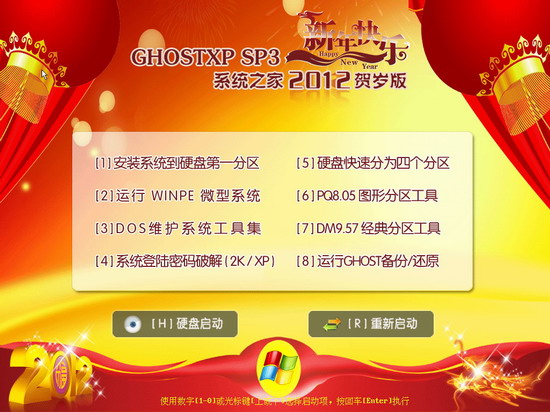 GHOSTXP SP3 新年快乐
Happy New Year
系统之家 2012 贺岁版
[1]安装系统到硬盘第一分区
[2]运行 WINPE 微型系统
[3]DOS维护系统工具集
[4]系统登陆密码破解(2K/XP)
[5]硬盘快速分为四个分区
[6]PQ8.05 图形分区工具
[7]DM9.57 经典分区工具
[8]运行GHOST备份/还原
[H]硬盘启动
[R]重新启动
2012
福
使用数字[1-0]或光标键[上或下]选择启动项，按回车[Enter]执行